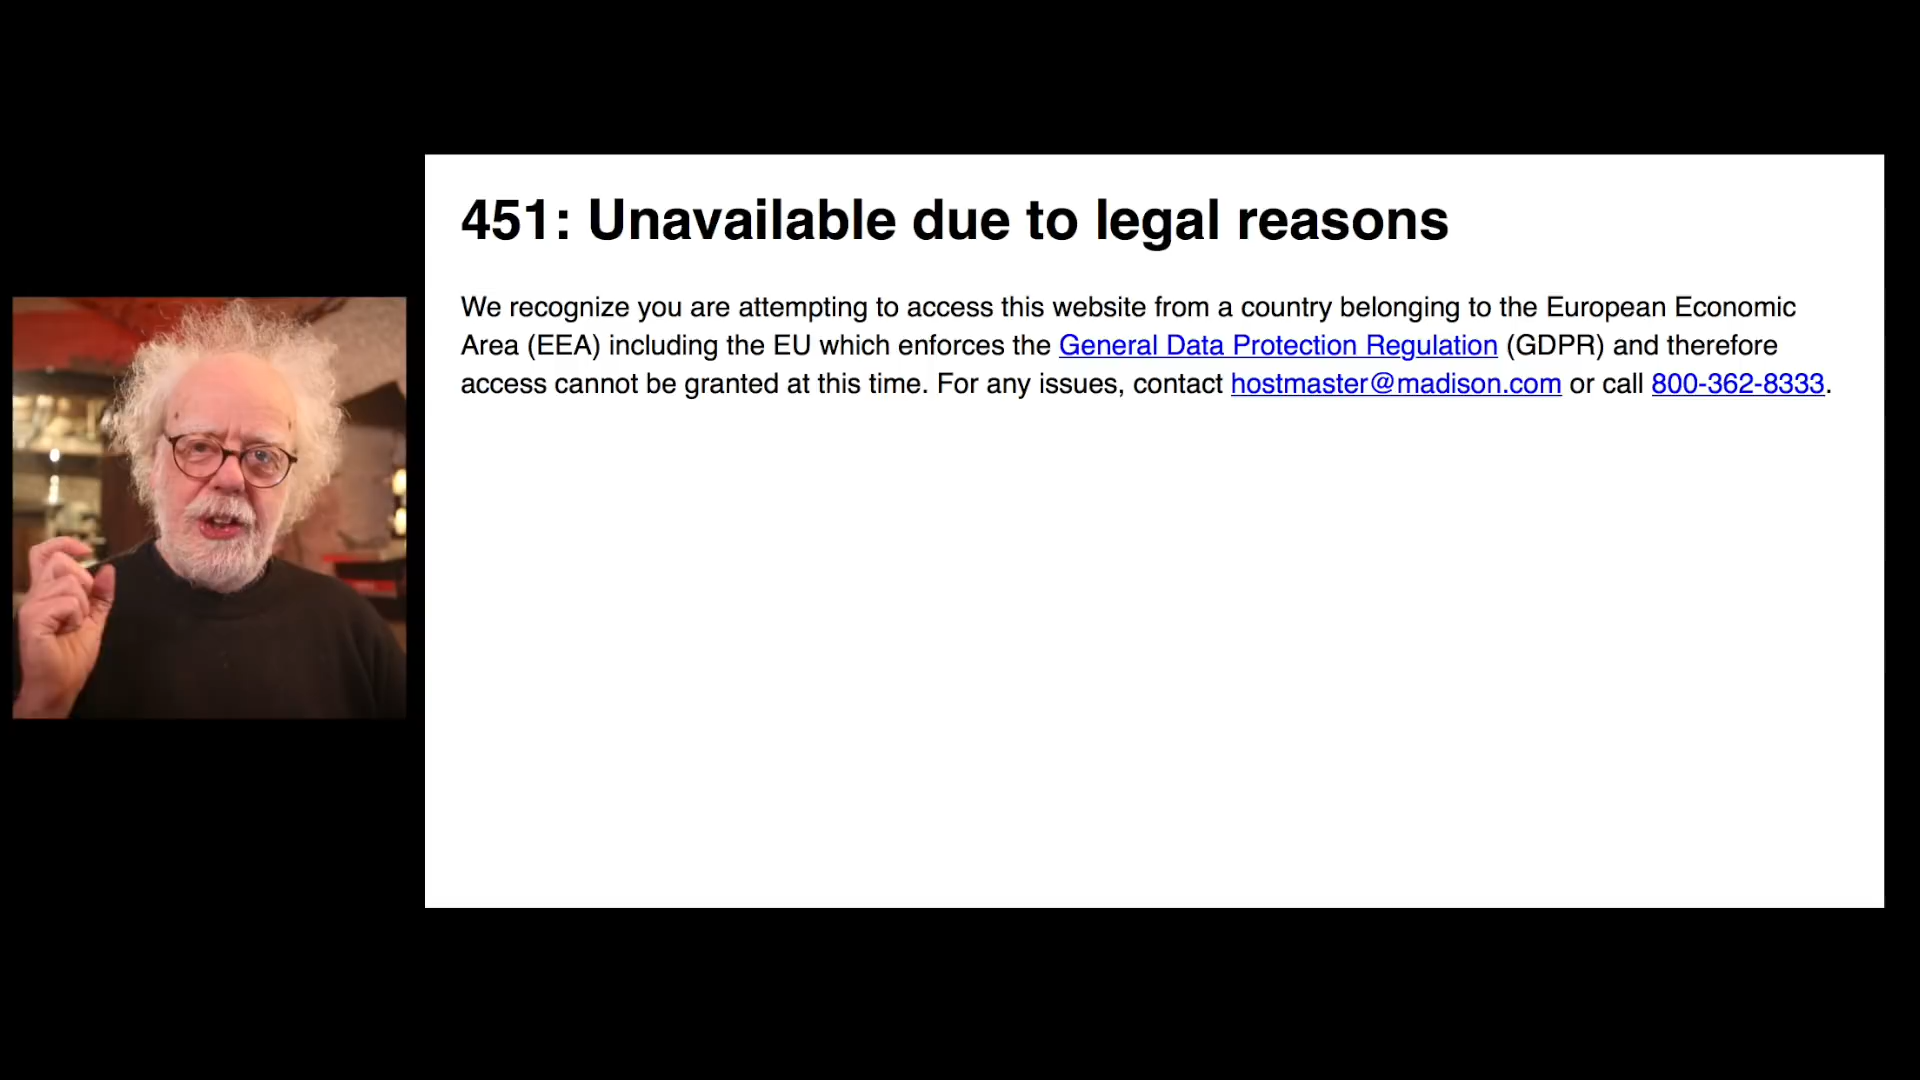 451: Unavailable due to legal reasons
We recognize you are attempting to access this website from a country belonging to the European Economic
Area (EEA) including the EU which enforces the General Data Protection Regulation (GDPR) and therefore
access cannot be granted at this time. For any issues, contact hostmaster@madison.com or call 800-362-8333.